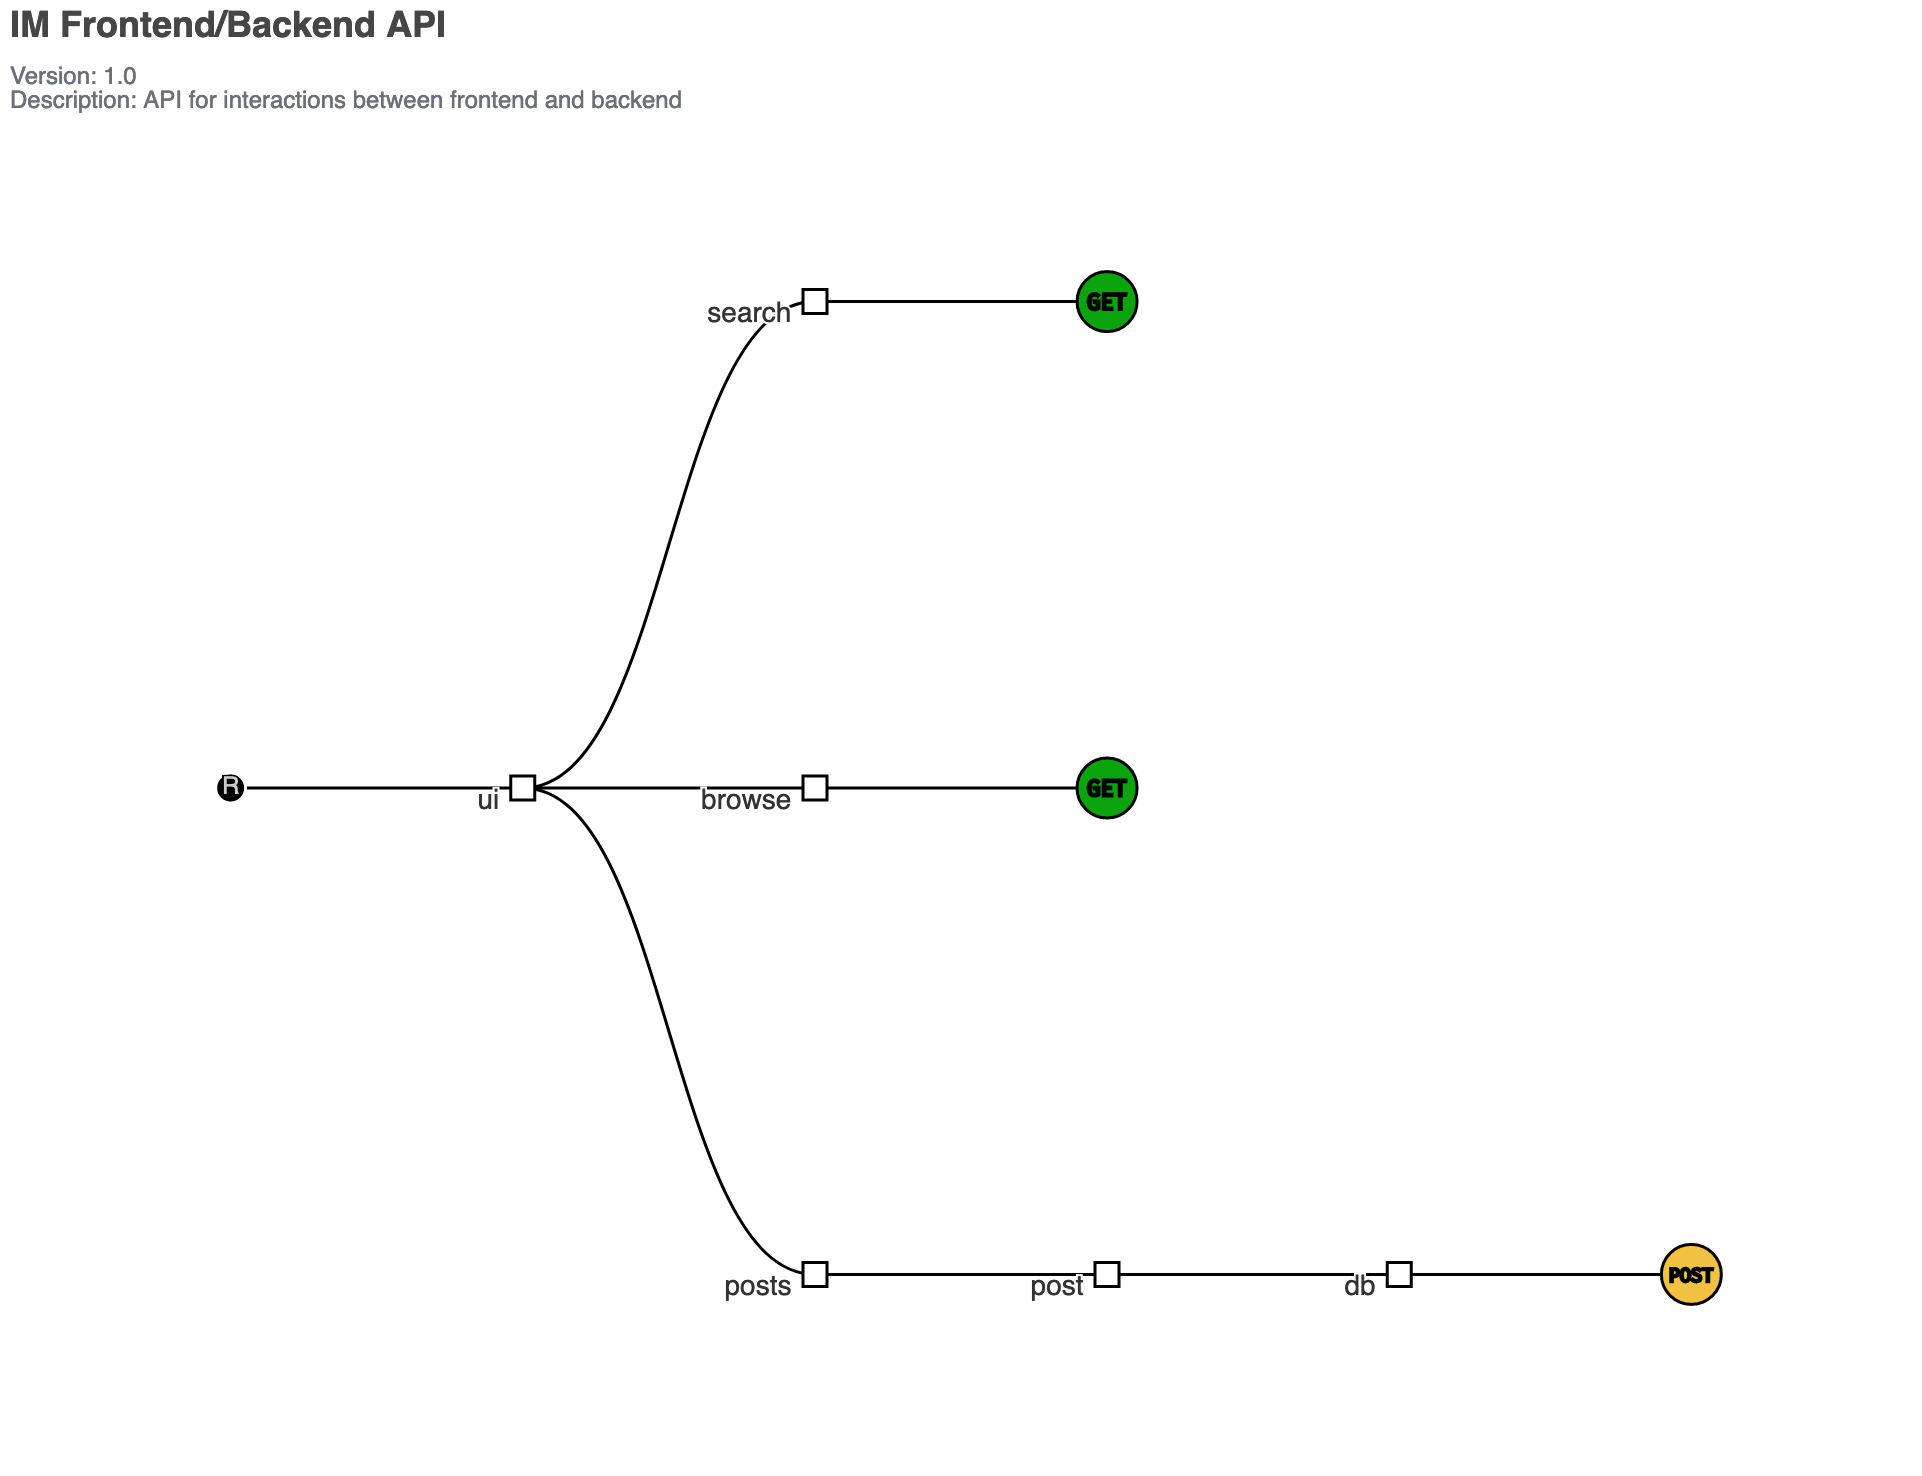 IM Frontend/Backend API
Version: 1.0
Description: API for interactions between frontend and backend
search
GET
R
ui
browse
GET
posts
post
db
POST